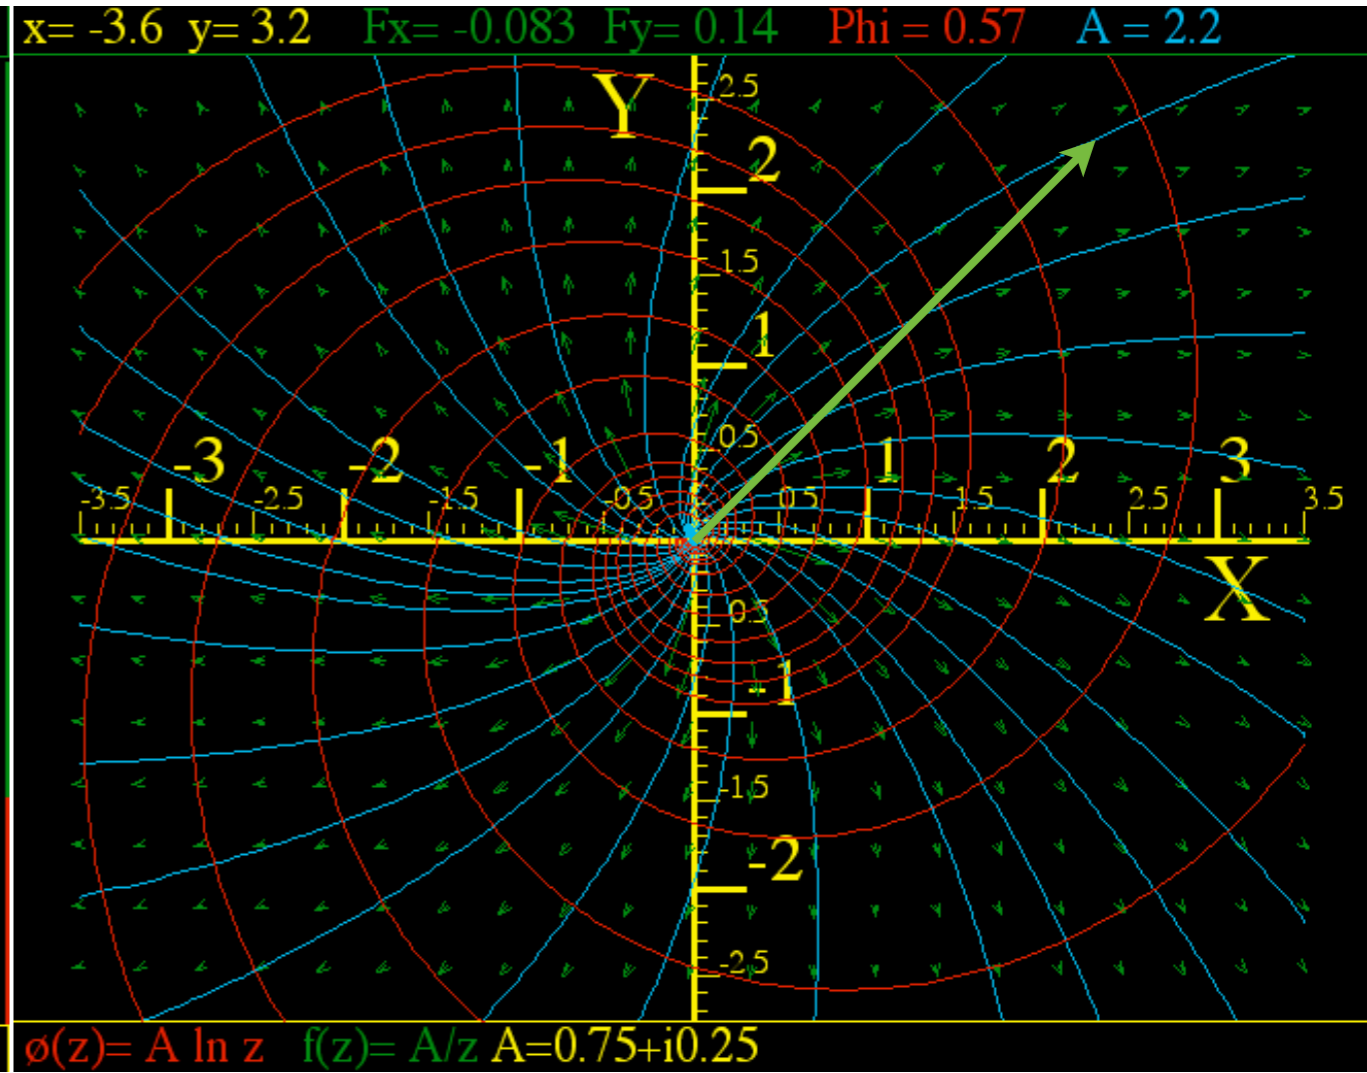 x= -3.6 y= 3.2 Fx= -0.083 Fy= 0.14 Phi = 0.57 A = 2.2
Y
2.5
2
1.5
1
0.5
-3 -2 -1 1 2 3
-3.5 -2.5 -1.5 -0.5 0.5 1.5 2.5 3.5
X
0.5
-1
-1.5
-2
-2.5
ø(z)= A ln z f(z)= A/z A=0.75+i0.25